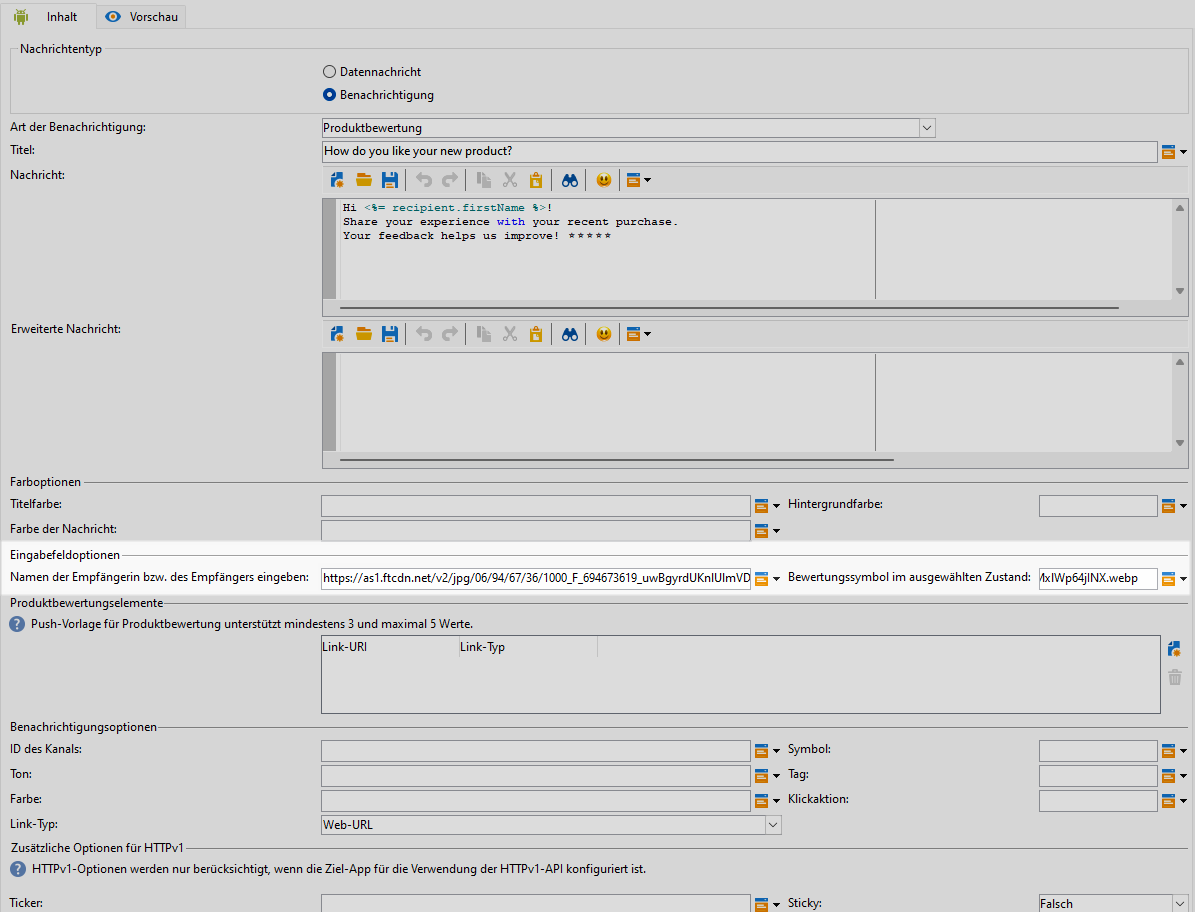 Inhalt Vorschau
Nachrichtentyp
Datennachricht
Benachrichtigung
Art der Benachrichtigung: Produktbewertung
Titel: How do you like your new product?
Nachricht:
Hi <%= recipient.firstName %>!
Share your experience with your recent purchase.
Your feedback helps us improve! ★★★★★
Erweiterte Nachricht:
Farboptionen
Titelfarbe: Hintergrundfarbe:
Farbe der Nachricht:
Eingabefeldoptionen
Namen der Empfängerin bzw. des Empfängers eingeben: https://as1.ftcdn.net/v2/jpg/06/94/67/36/1000_F_694673619_uwBgyrdUKnIUImVD Bewertungssymbol im ausgewählten Zustand: IxIWp64jINX.webp
Produktbewertungselemente
Push-Vorlage für Produktbewertung unterstützt mindestens 3 und maximal 5 Werte.
Link-URI Link-Typ
Benachrichtigungsoptionen
ID des Kanals: Symbol:
Ton: Tag:
Farbe: Klickaktion:
Link-Typ: Web-URL
Zusätzliche Optionen für HTTPv1
HTTPv1-Optionen werden nur berücksichtigt, wenn die Ziel-App für die Verwendung der HTTPv1-API konfiguriert ist.
Ticker: Sticky: Falsch